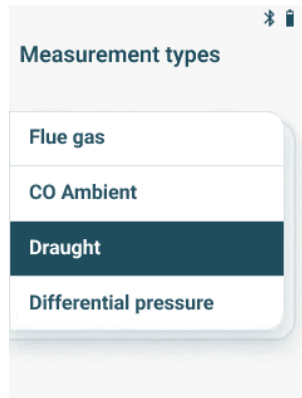 Measurement types
Flue gas
CO Ambient
Draught
Differential pressure